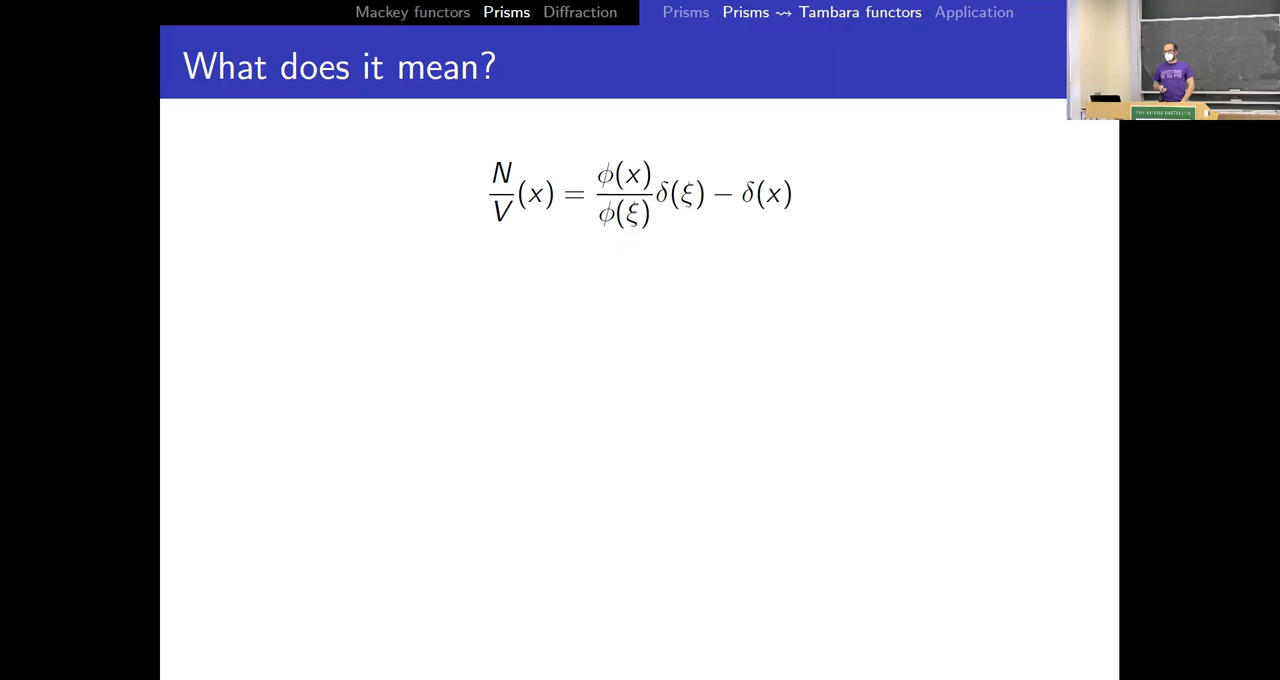 Mackey functors Prisms Diffraction Prisms Prisms ⇝ Tambara functors Application
What does it mean?
N/V (x) = ϕ(x)/ϕ(ξ) δ(ξ) − δ(x)